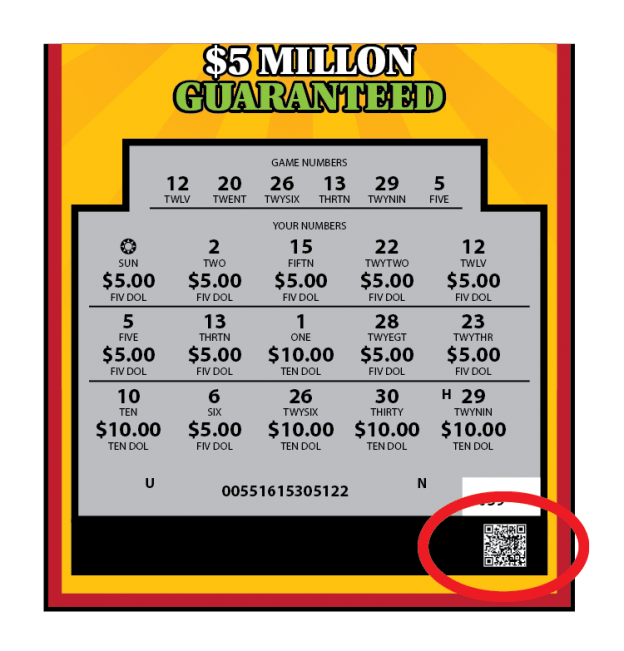 $5 MILLON
GUARANTEED
GAME NUMBERS
12 20 26 13 29 5
TWLV TWENT TWYSIX THRTN TWYNIN FIVE
YOUR NUMBERS
2 15 22 12
SUN TWO FIFTN TWYTWO TWLV
$5.00 $5.00 $5.00 $5.00 $5.00
FIV DOL FIV DOL FIV DOL FIV DOL FIV DOL
5 13 1 28 23
FIVE THRTN ONE TWYEGT TWYTHR
$5.00 $5.00 $10.00 $5.00 $5.00
FIV DOL FIV DOL TEN DOL FIV DOL FIV DOL
10 6 26 30 H 29
TEN SIX TWYSIX THIRTY TWYNIN
$10.00 $5.00 $10.00 $10.00 $10.00
TEN DOL FIV DOL TEN DOL TEN DOL TEN DOL
U 00551615305122 N